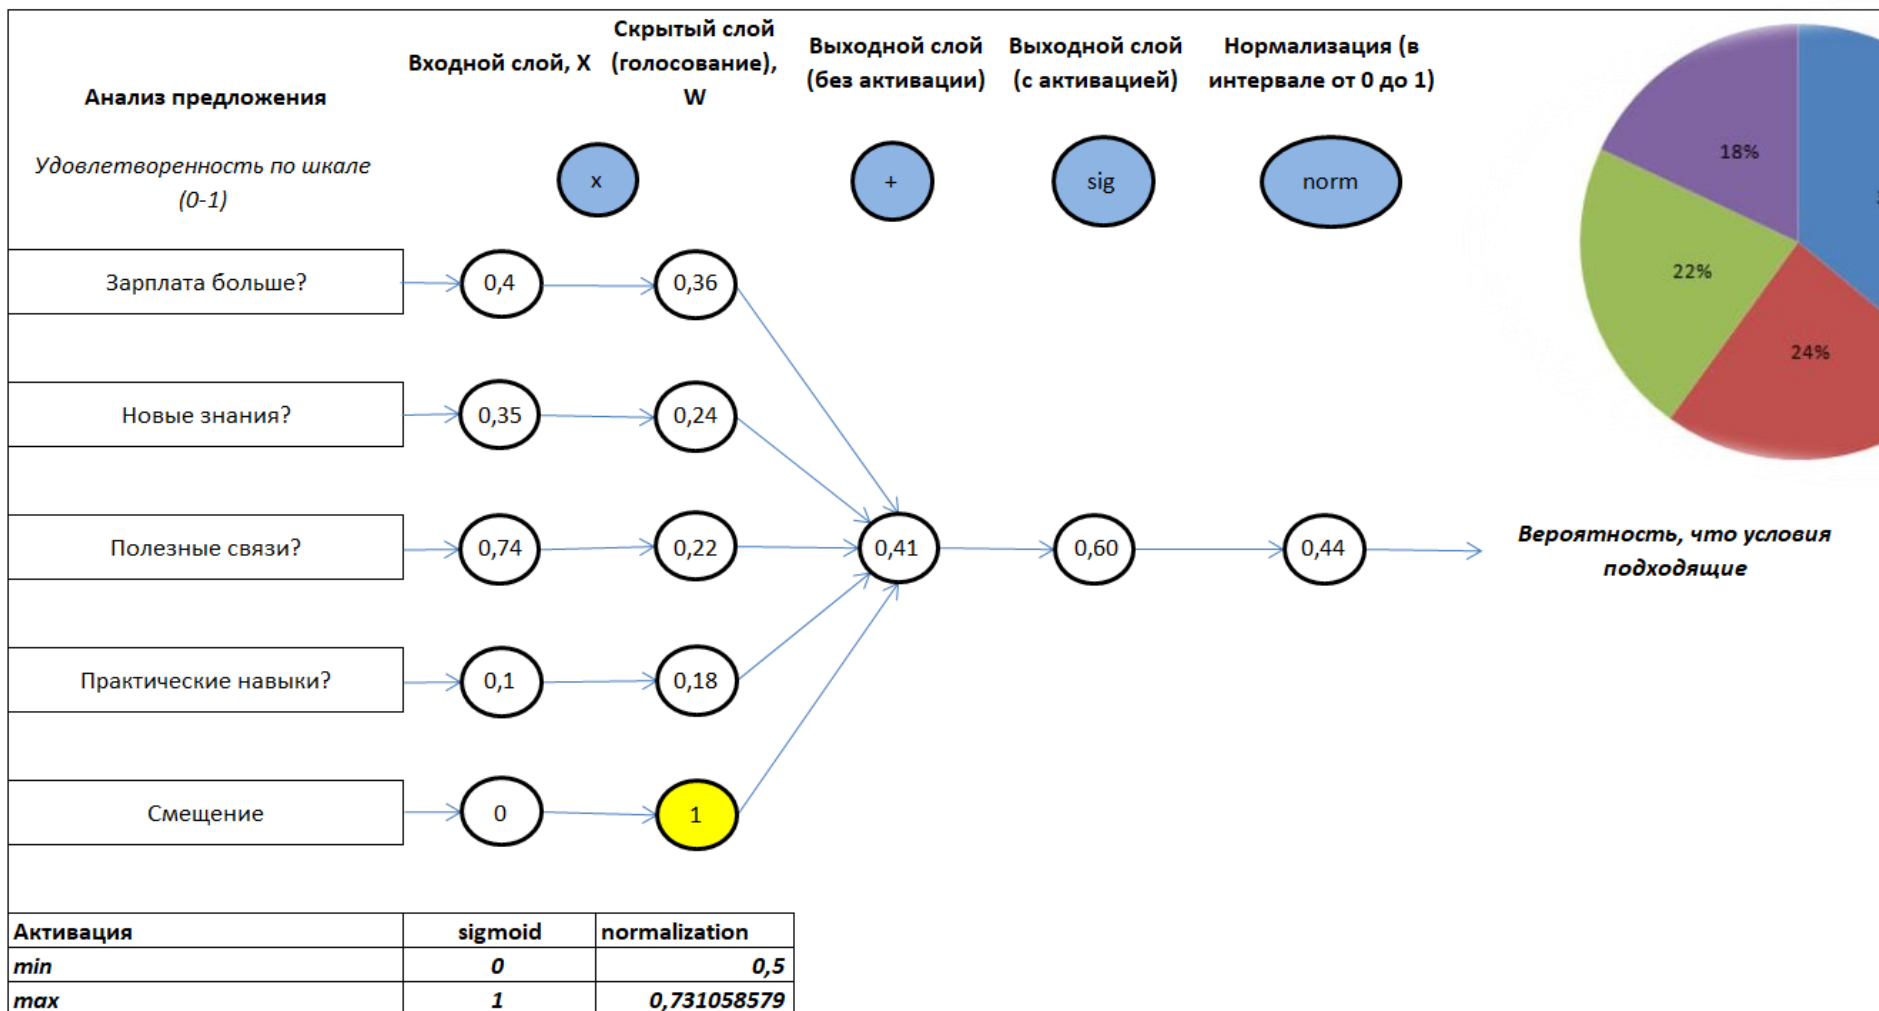 Анализ предложения
Входной слой, X
Скрытый слой
(голосование),
W
Выходной слой
(без активации)
Выходной слой
(с активацией)
Нормализация (в
интервале от 0 до 1)
Удовлетворенность по шкале
(0-1)
x
+
sig
norm
Зарплата больше?
0,4
0,36
Новые знания?
0,35
0,24
Полезные связи?
0,74
0,22
0,41
0,60
0,44
Практические навыки?
0,1
0,18
Смещение
0
1
18%
22%
24%
Вероятность, что условия
подходящие
Активация sigmoid normalization
min 0 0,5
max 1 0,731058579